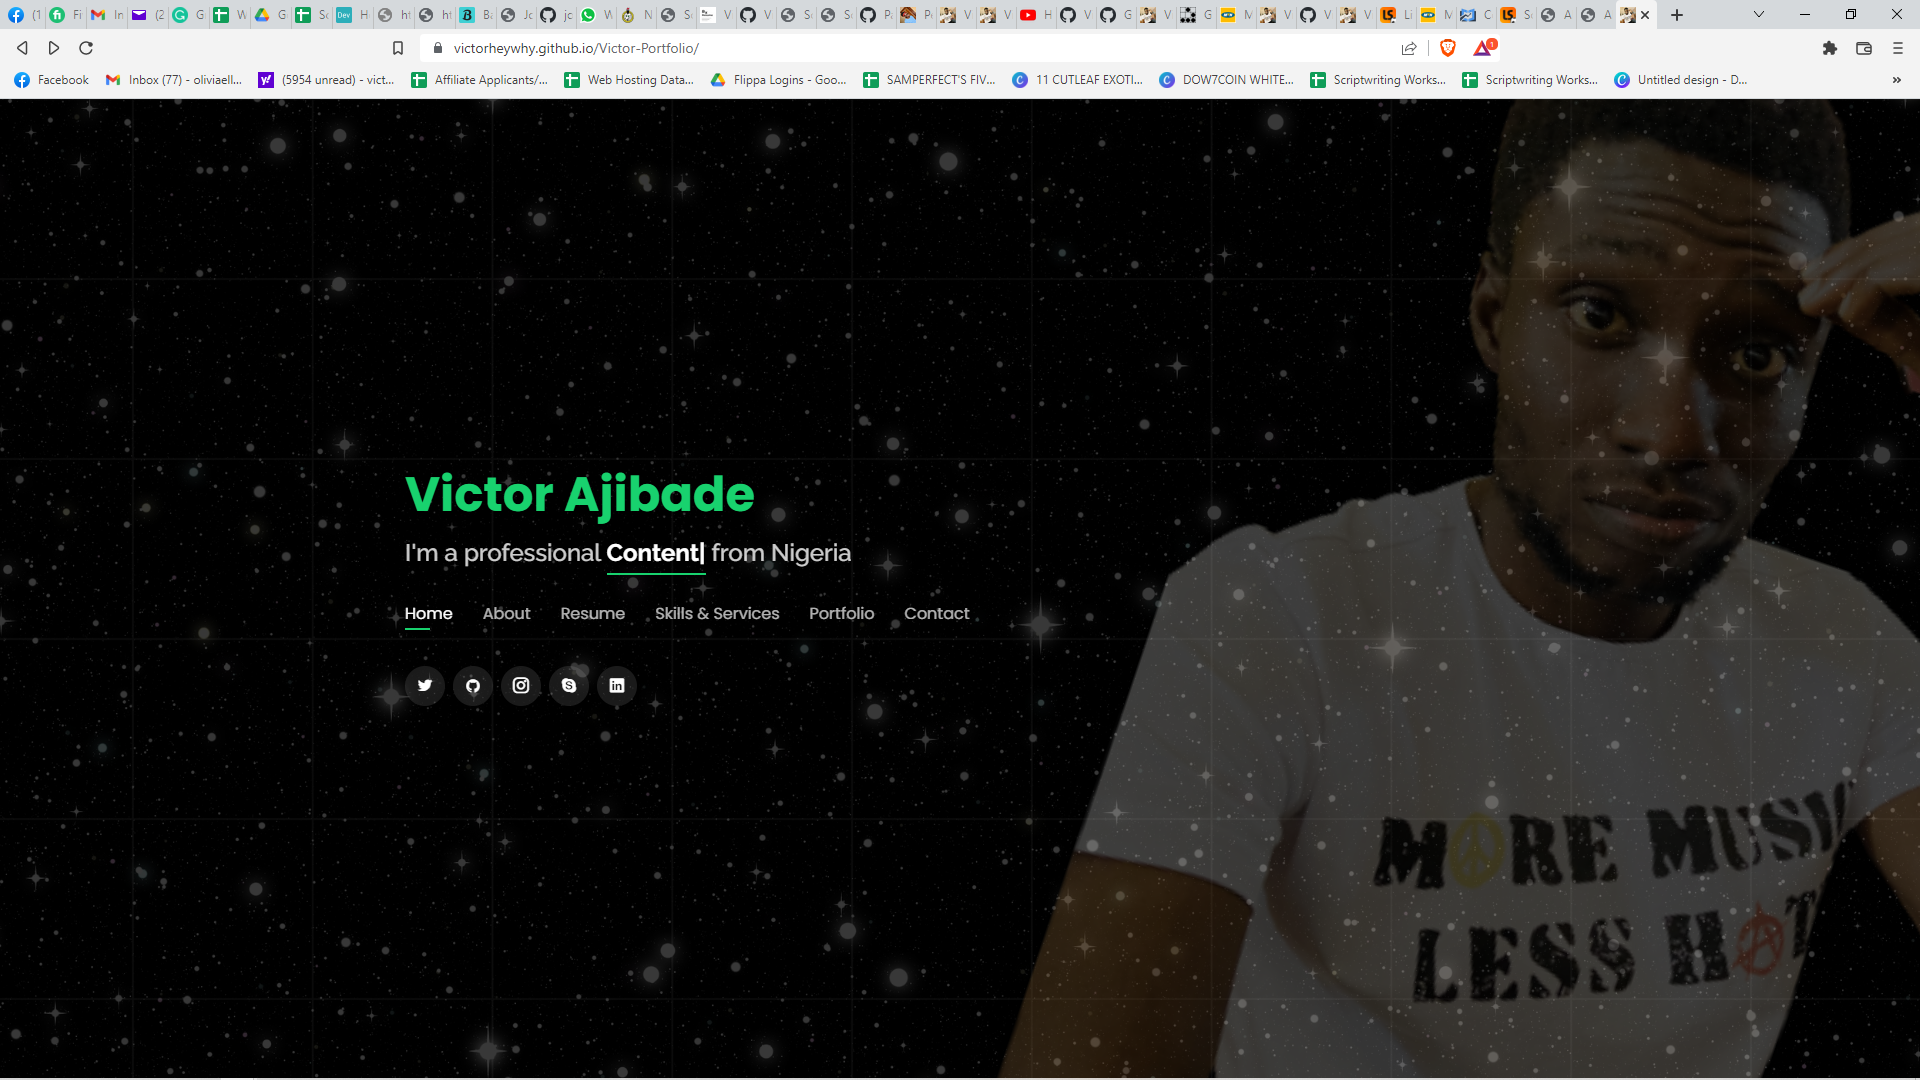 victorheywhy.github.io/Victor-Portfolio/
1
Facebook
Inbox (77) - oliviaell...
(5954 unread) - vict...
Affiliate Applicants/...
Web Hosting Data...
Flippa Logins - Goo...
SAMPERFECT'S FIV...
11 CUTLEAF EXOTI...
DOW7COIN WHITE...
Scriptwriting Works...
Scriptwriting Works...
Untitled design - D...
Victor Ajibade
I'm a professional Content| from Nigeria
Home About Resume Skills & Services Portfolio Contact
MORE MUSIC
LESS HAT